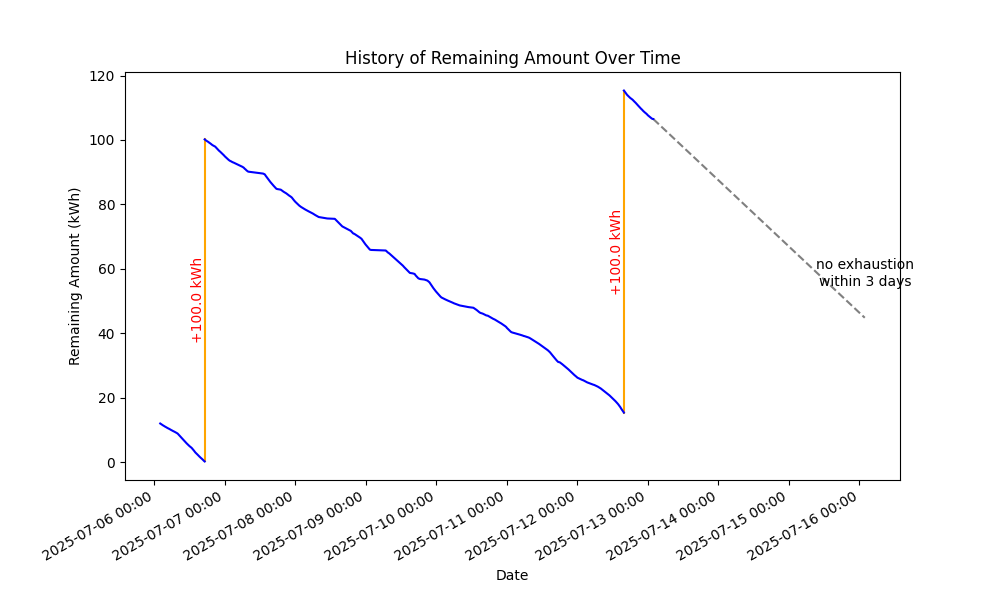 History of Remaining Amount Over Time
Remaining Amount (kWh)
120
100
80
60
40
20
0
+100.0 kWh
+100.0 kWh
no exhaustion
within 3 days
2025-07-06 00:00
2025-07-07 00:00
2025-07-08 00:00
2025-07-09 00:00
2025-07-10 00:00
2025-07-11 00:00
2025-07-12 00:00
2025-07-13 00:00
2025-07-14 00:00
2025-07-15 00:00
2025-07-16 00:00
Date